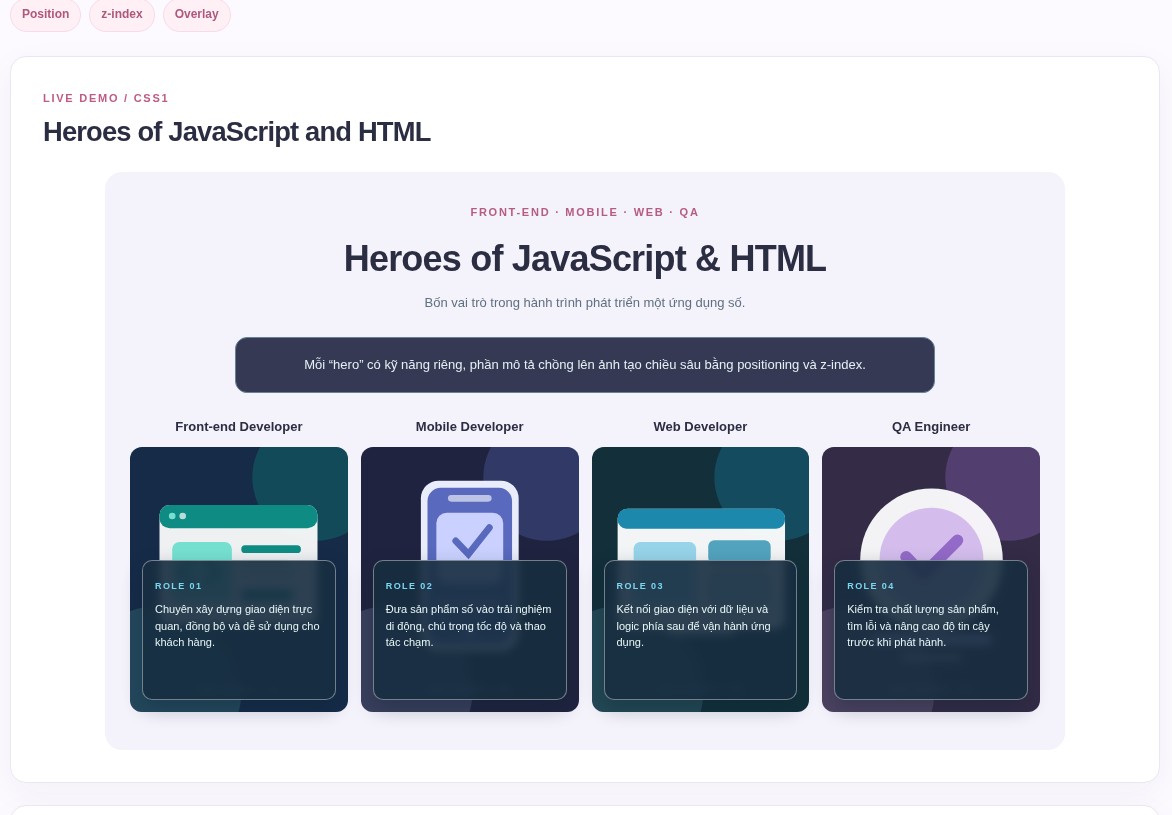 Position z-index Overlay
LIVE DEMO / CSS1
Heroes of JavaScript and HTML
FRONT-END · MOBILE · WEB · QA
Heroes of JavaScript & HTML
Bốn vai trò trong hành trình phát triển một ứng dụng số.
Mỗi “hero” có kỹ năng riêng, phần mô tả chồng lên ảnh tạo chiều sâu bằng positioning và z-index.
Front-end Developer
ROLE 01
Chuyên xây dựng giao diện trực
quan, đồng bộ và dễ sử dụng cho
khách hàng.
Mobile Developer
ROLE 02
Đưa sản phẩm số vào trải nghiệm
di động, chú trọng tốc độ và thao
tác chạm.
Web Developer
ROLE 03
Kết nối giao diện với dữ liệu và
logic phía sau để vận hành ứng
dụng.
QA Engineer
ROLE 04
Kiểm tra chất lượng sản phẩm,
tìm lỗi và nâng cao độ tin cậy
trước khi phát hành.